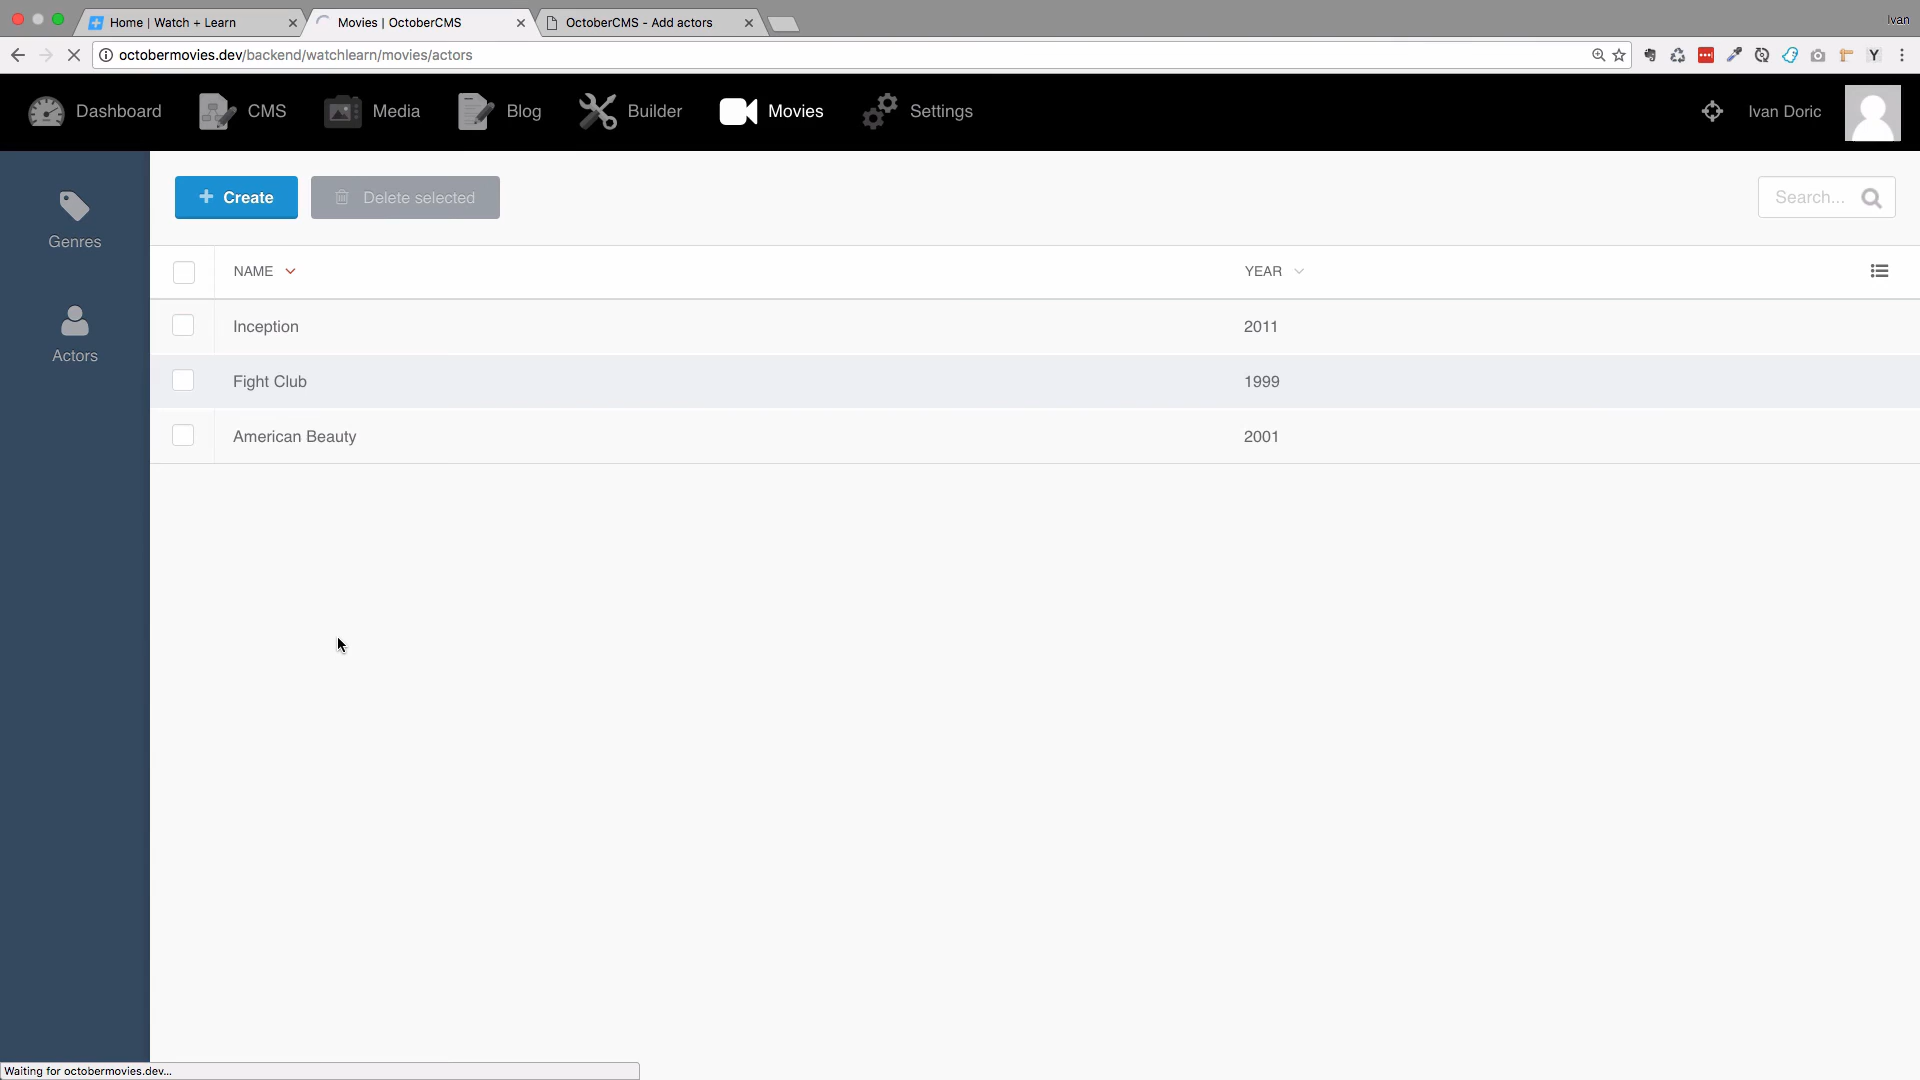 Home | Watch + Learn
Movies | OctoberCMS
OctoberCMS - Add actors
Ivan
octobermovies.dev/backend/watchlearn/movies/actors
Y
Dashboard
CMS
Media
Blog
Builder
Movies
Settings
Ivan Doric
Genres
Actors
+ Create
Delete selected
Search...
NAME
YEAR
Inception
2011
Fight Club
1999
American Beauty
2001
Waiting for octobermovies.dev...